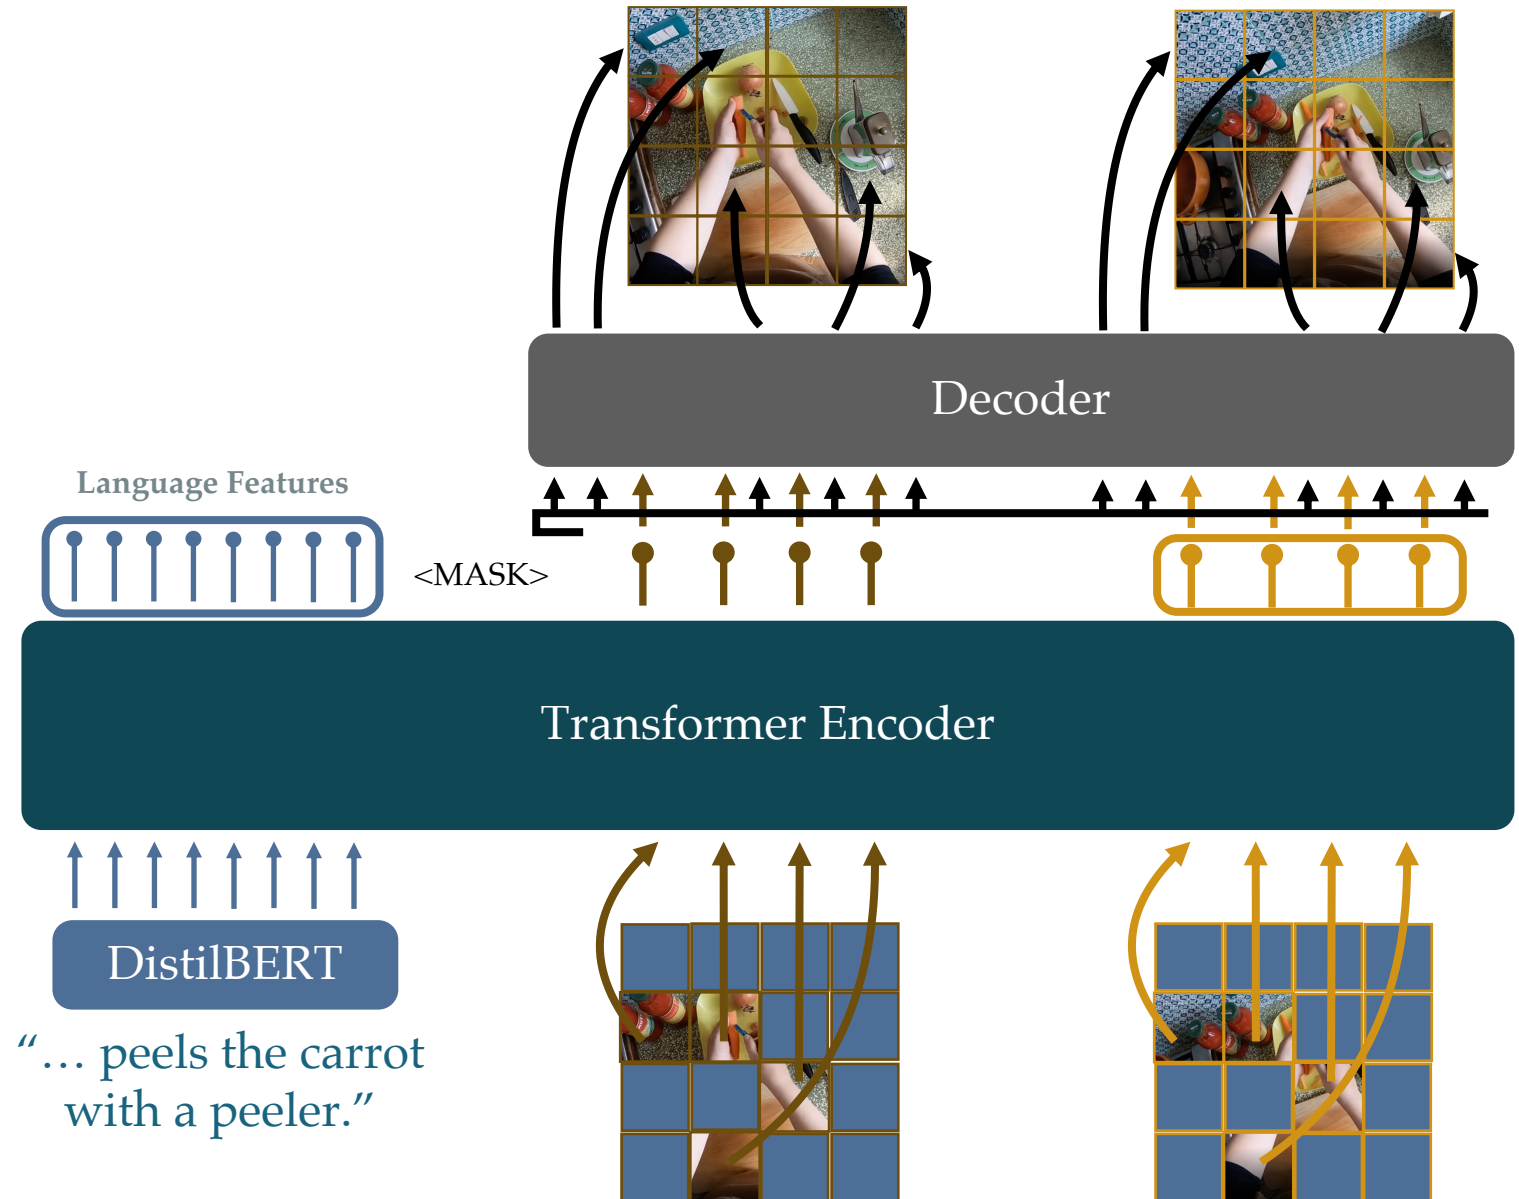 Decoder
Language Features
<MASK>
Transformer Encoder
DistilBERT
“… peels the carrot
with a peeler.”